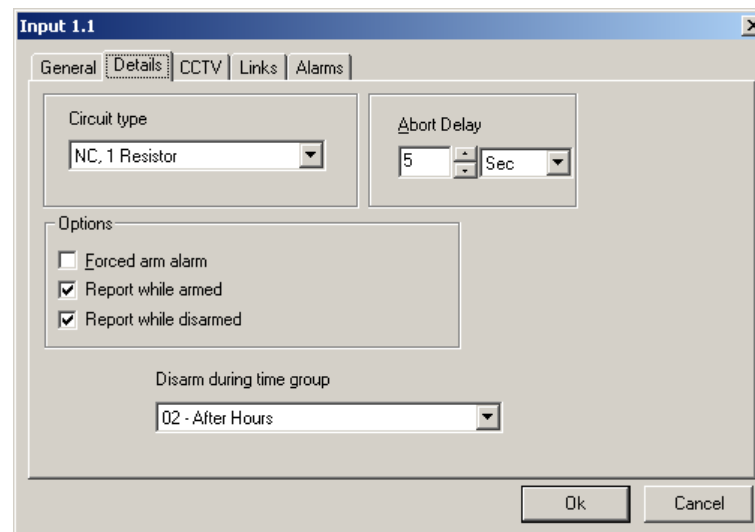 Input 1.1
General Details CCTV Links Alarms
Circuit type
NC, 1 Resistor
Abort Delay
5 Sec
Options
Forced arm alarm
Report while armed
Report while disarmed
Disarm during time group
02 - After Hours
Ok Cancel